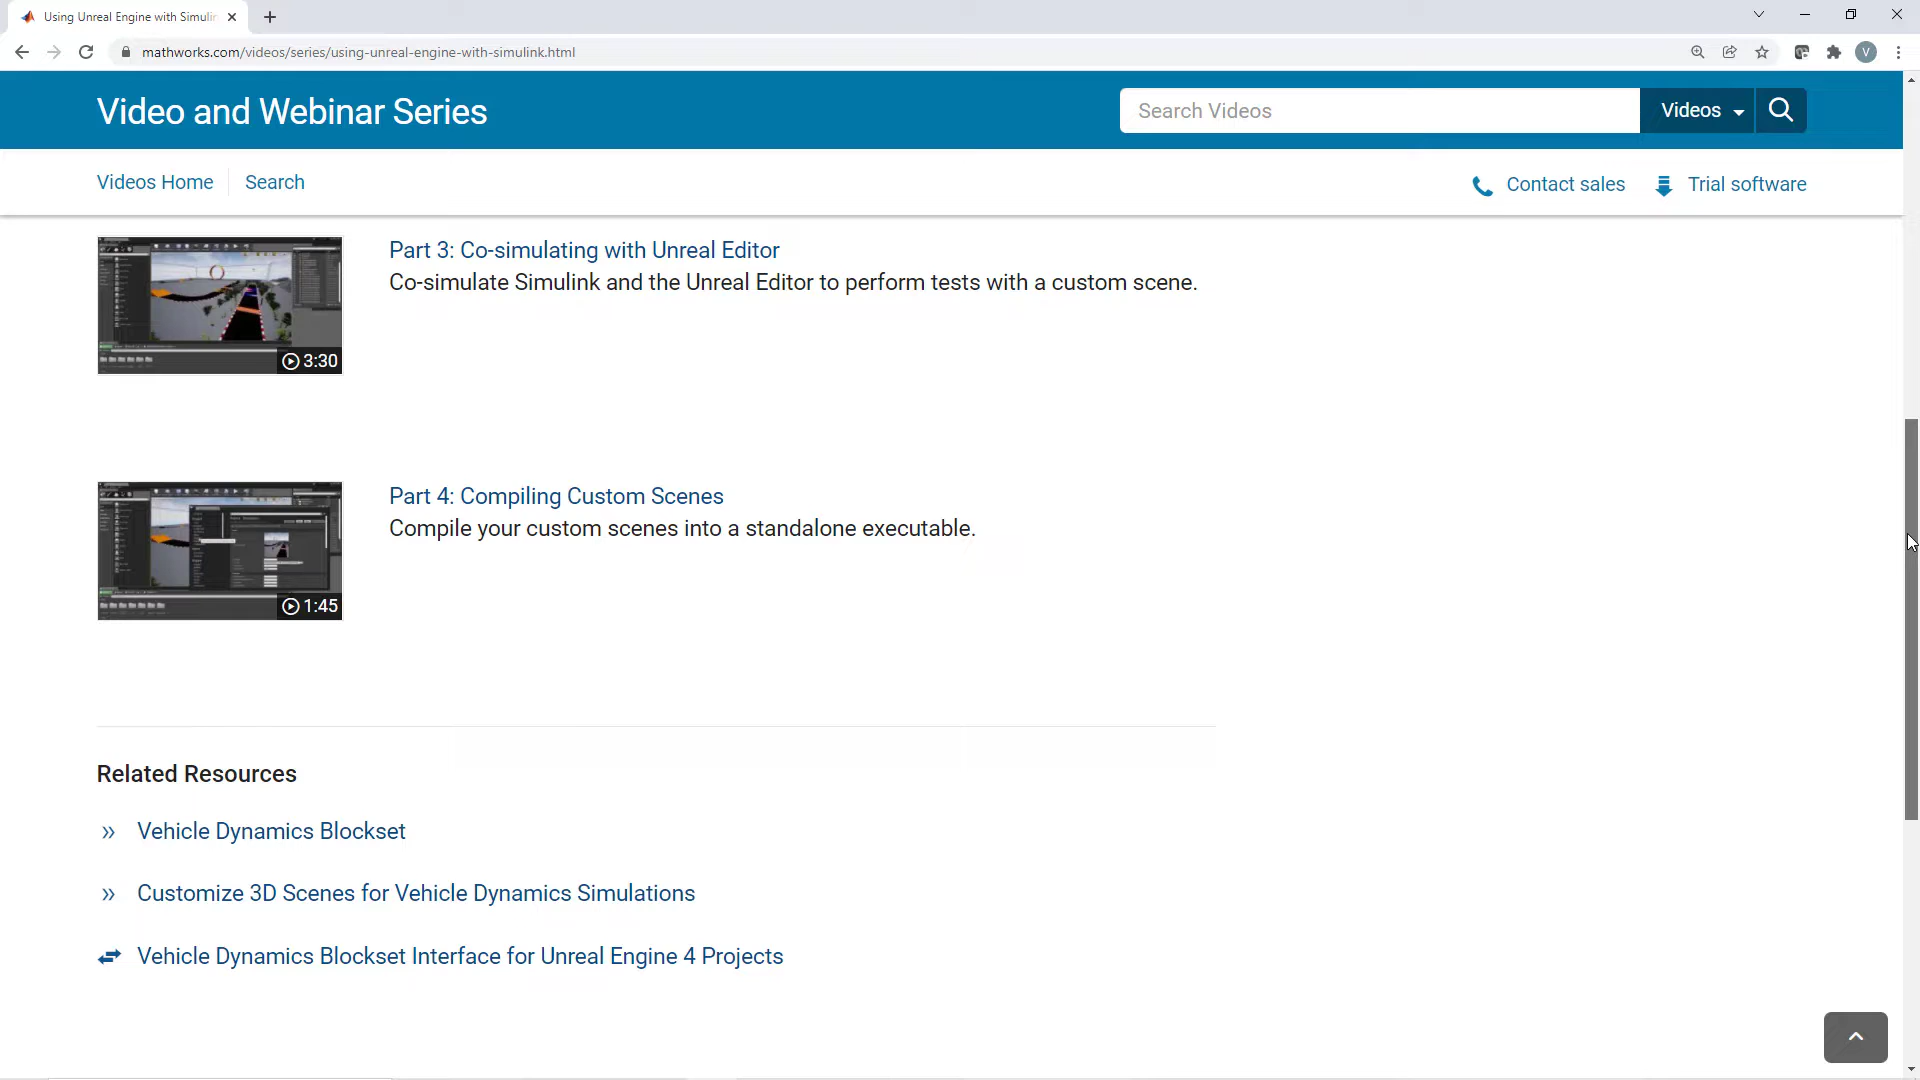 Using Unreal Engine with Simulin
mathworks.com/videos/series/using-unreal-engine-with-simulink.html
V
Video and Webinar Series
Search Videos
Videos
Videos Home
Search
Contact sales
Trial software
Part 3: Co-simulating with Unreal Editor
Co-simulate Simulink and the Unreal Editor to perform tests with a custom scene.
3:30
Part 4: Compiling Custom Scenes
Compile your custom scenes into a standalone executable.
1:45
Related Resources
» Vehicle Dynamics Blockset
» Customize 3D Scenes for Vehicle Dynamics Simulations
Vehicle Dynamics Blockset Interface for Unreal Engine 4 Projects